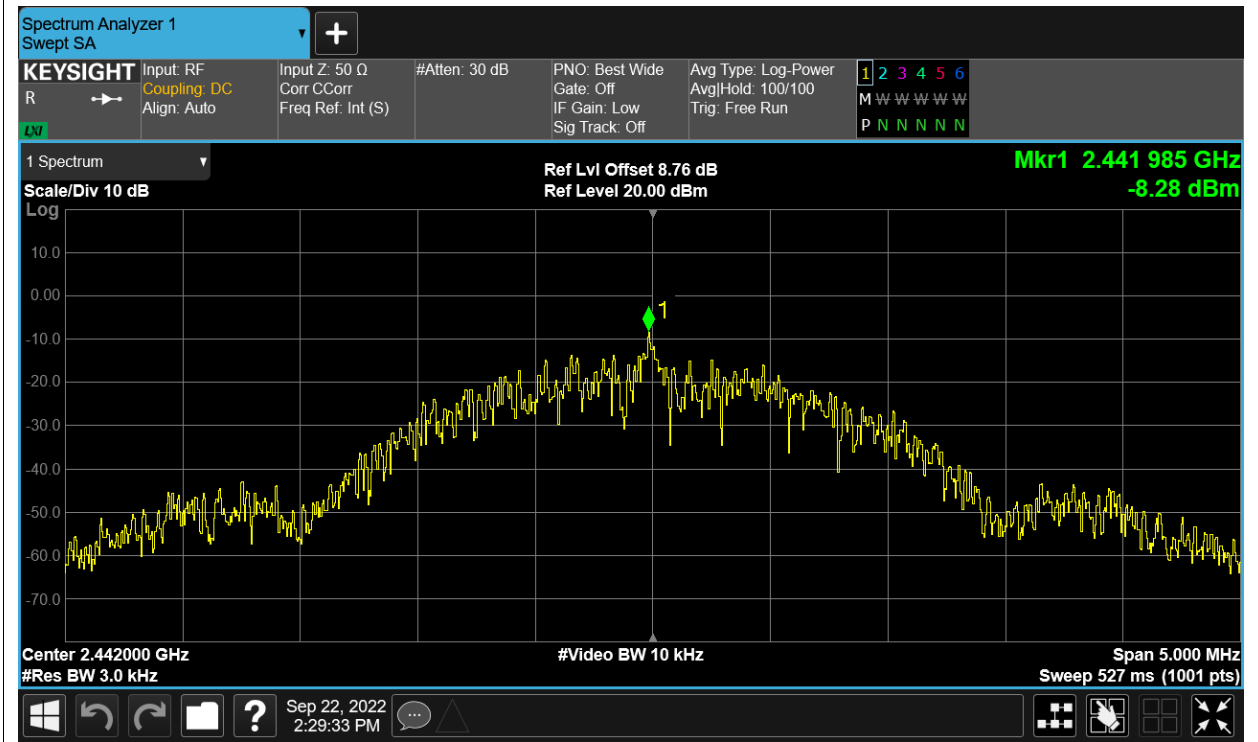 Spectrum Analyzer 1
Swept SA
KEYSIGHT
R
LXI
Input: RF
Coupling: DC
Align: Auto
Input Z: 50 Ω
Corr CCorr
Freq Ref: Int (S)
#Atten: 30 dB
PNO: Best Wide
Gate: Off
IF Gain: Low
Sig Track: Off
Avg Type: Log-Power
Avg|Hold: 100/100
Trig: Free Run
1 2 3 4 5 6
M W W W W W
P N N N N N
1 Spectrum
Scale/Div 10 dB
Log
Ref Lvl Offset 8.76 dB
Ref Level 20.00 dBm
Mkr1 2.441 985 GHz
-8.28 dBm
10.0
0.00
-10.0
-20.0
-30.0
-40.0
-50.0
-60.0
-70.0
1
Center 2.442000 GHz
#Res BW 3.0 kHz
#Video BW 10 kHz
Span 5.000 MHz
Sweep 527 ms (1001 pts)
?
Sep 22, 2022
2:29:33 PM